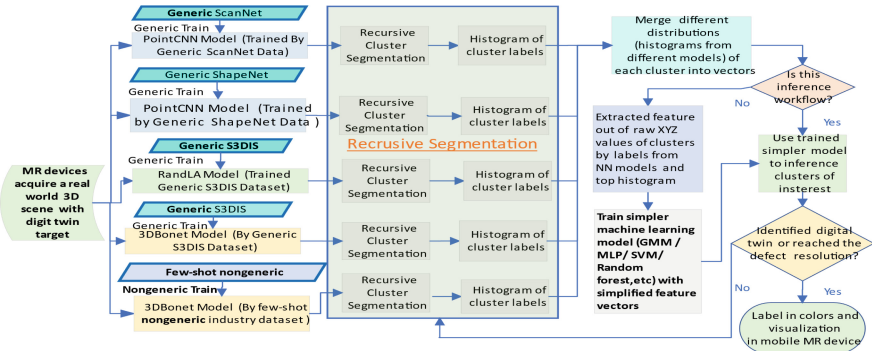 Generic ScanNet
Generic Train
PointCNN Model (Trained By
Generic ScanNet Data)
Generic ShapeNet
Generic Train
PointCNN Model (Trained
by Generic ShapeNet Data )
Generic S3DIS
Generic Train
RandLA Model (Trained
Generic S3DIS Dataset)
Generic S3DIS
Generic Train
3DBonet Model (By Generic
S3DIS Dataset)
Few-shot nongeneric
Nongeneric Train
3DBonet Model (By few-shot
nongeneric industry dataset )
MR devices
acquire a real
world 3D
scene with
digit twin
target
Recursive
Cluster
Segmentation
Histogram of
cluster labels
Recursive
Cluster
Segmentation
Histogram of
cluster labels
Recrusive Segmentation
Recursive
Cluster
Segmentation
Histogram of
cluster labels
Recursive
Cluster
Segmentation
Histogram of
cluster labels
Recursive
Cluster
Segmentation
Histogram of
cluster labels
Merge different
distributions
(histograms from
different models) of
each cluster into vectors
Is this
inference
workflow?
No
Yes
Extracted feature
out of raw XYZ
values of clusters
by labels from
NN models and
top histogram
Train simpler
machine learning
model (GMM /
MLP/ SVM/
Random
forest,etc) with
simplified feature
vectors
Use trained
simpler model
to inference
clusters of
insterest
Identified digital
twin or reached the
defect resolution?
No
Yes
Label in colors and
visualization
in mobile MR device